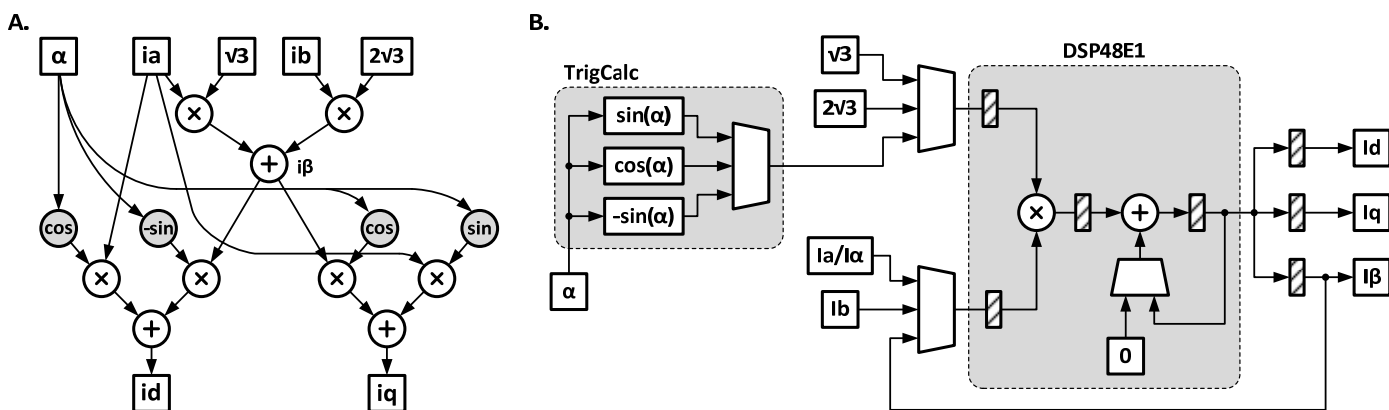 A.
α
ia
√3
ib
2√3
×
×
+
iβ
cos
-sin
cos
sin
×
×
×
×
+
+
id
iq
B.
TrigCalc
sin(α)
cos(α)
-sin(α)
α
√3
2√3
Ia/Iα
Ib
DSP48E1
×
+
0
Id
Iq
Iβ